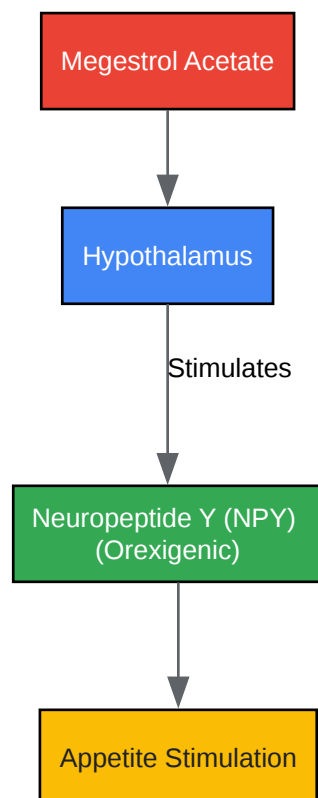 Megestrol Acetate
Hypothalamus
Stimulates
Neuropeptide Y (NPY)
(Orexigenic)
Appetite Stimulation